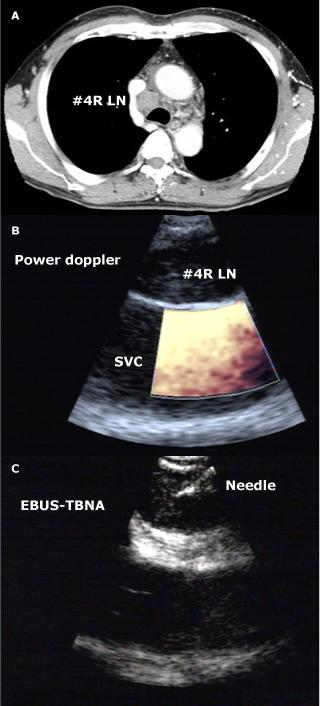 A
#4R LN
B
Power doppler
#4R LN
SVC
C
Needle
EBUS-TBNA